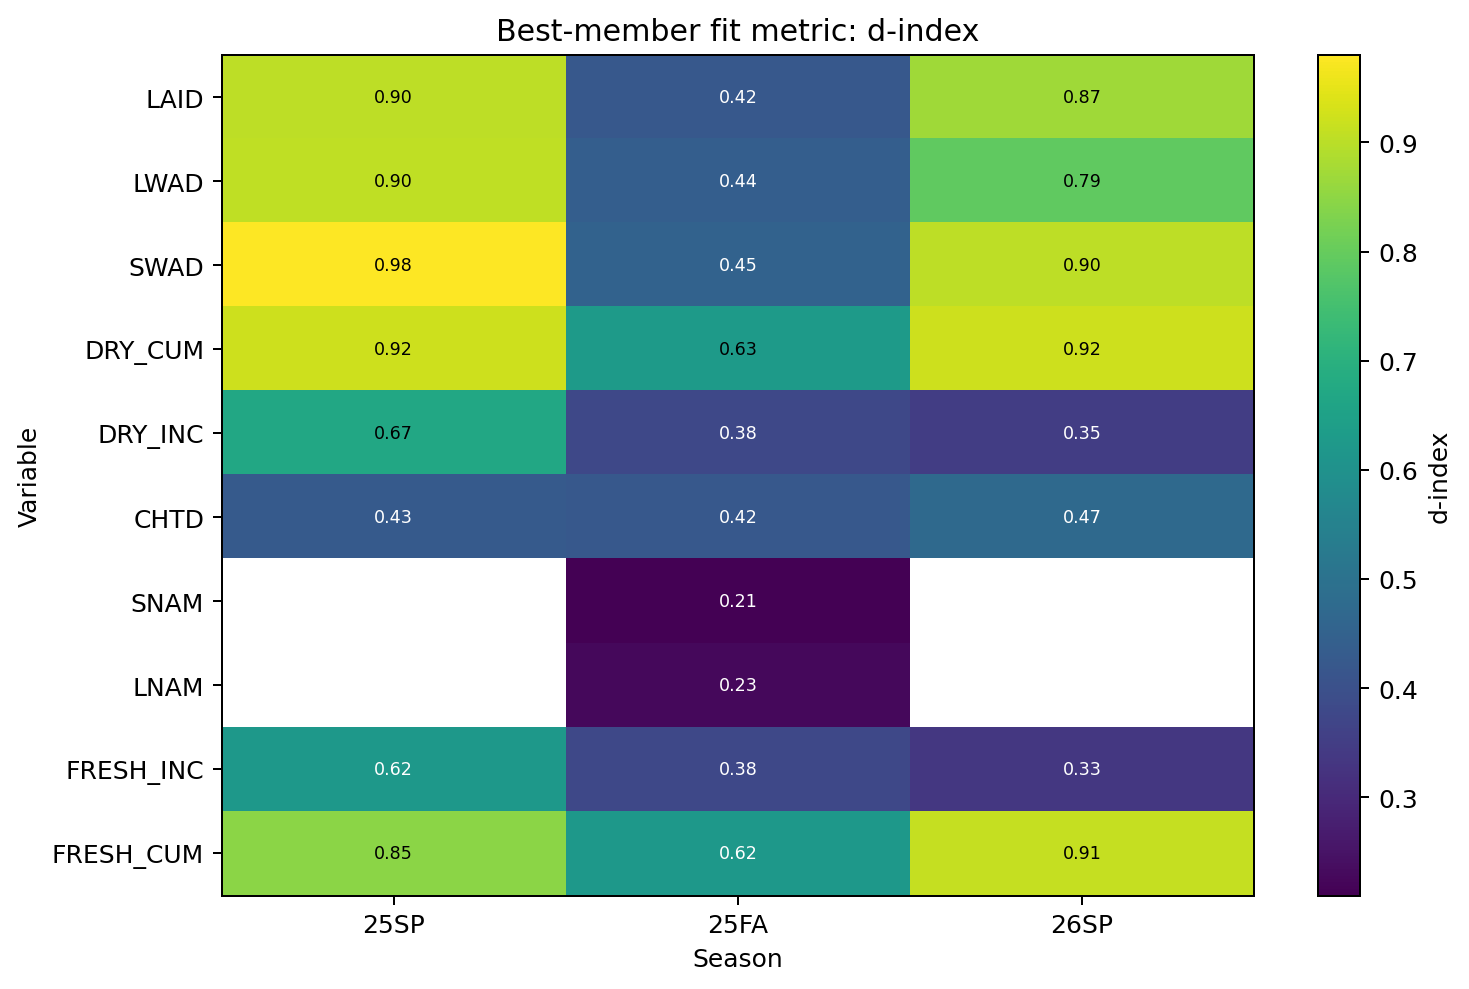 Best-member fit metric: d-index
LAID 0.90 0.42 0.87
LWAD 0.90 0.44 0.79
SWAD 0.98 0.45 0.90
DRY_CUM 0.92 0.63 0.92
DRY_INC 0.67 0.38 0.35
CHTD 0.43 0.42 0.47
SNAM 0.21
LNAM 0.23
FRESH_INC 0.62 0.38 0.33
FRESH_CUM 0.85 0.62 0.91
25SP 25FA 26SP
Season
Variable
0.9
0.8
0.7
0.6
0.5
0.4
0.3
d-index